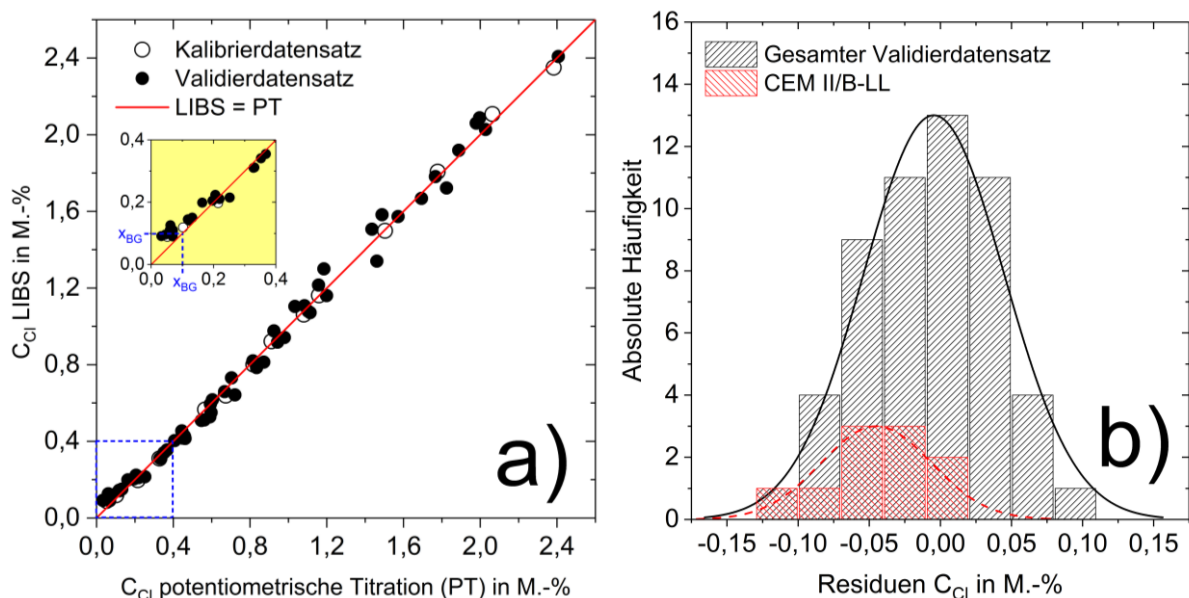 2,4
2,0
1,6
1,2
0,8
0,4
0,0
C_Cl LIBS in M.-%
Kalibrierdatensatz
Validierdatensatz
LIBS = PT
0,4
0,2
0,0
x_BG
0,0 0,2 0,4
x_BG
a)
0,0 0,4 0,8 1,2 1,6 2,0 2,4
C_Cl potentiometrische Titration (PT) in M.-%
16
14
12
10
8
6
4
2
0
Absolute Häufigkeit
Gesamter Validierdatensatz
CEM II/B-LL
b)
-0,15 -0,10 -0,05 0,00 0,05 0,10 0,15
Residuen C_Cl in M.-%